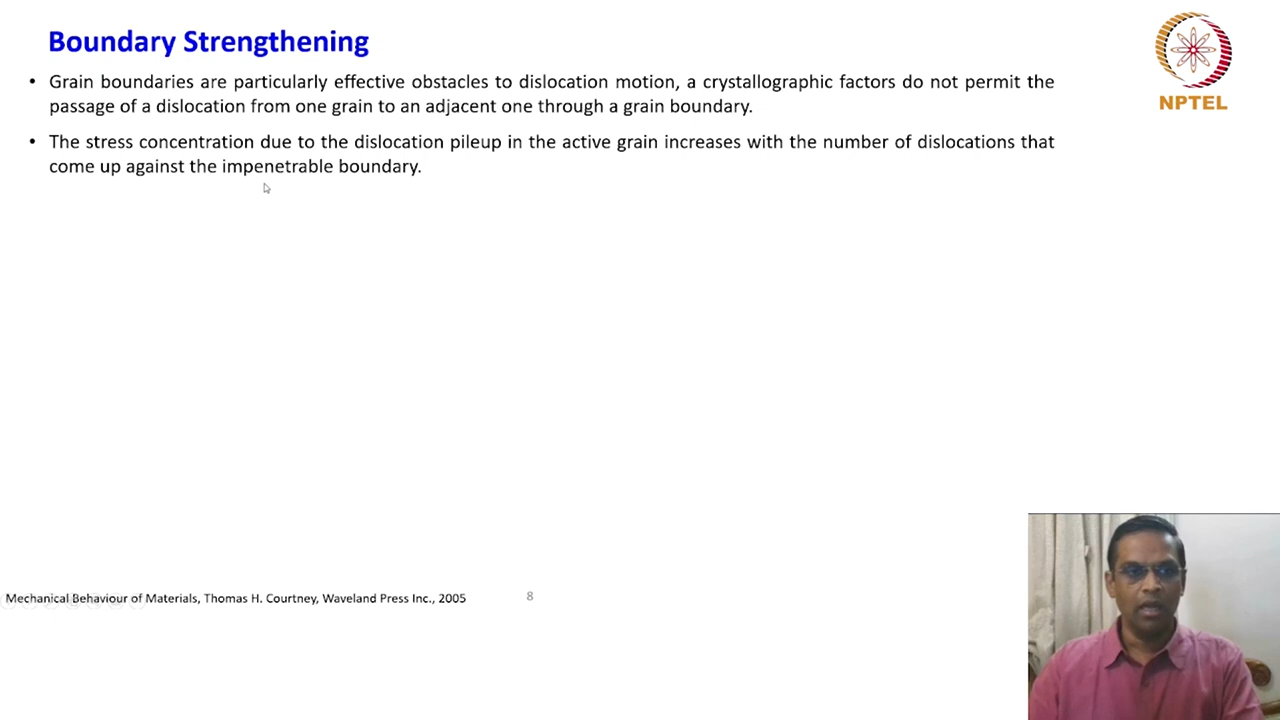 Boundary Strengthening
• Grain boundaries are particularly effective obstacles to dislocation motion, a crystallographic factors do not permit the
passage of a dislocation from one grain to an adjacent one through a grain boundary.
• The stress concentration due to the dislocation pileup in the active grain increases with the number of dislocations that
come up against the impenetrable boundary.
NPTEL
Mechanical Behaviour of Materials, Thomas H. Courtney, Waveland Press Inc., 2005
8